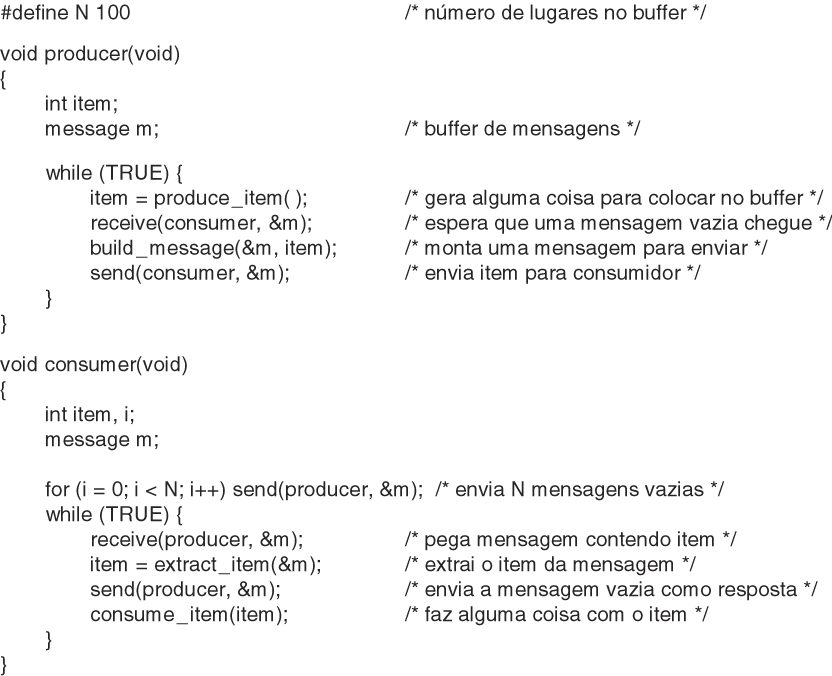 #define N 100 /* número de lugares no buffer */
void producer(void)
{
int item;
message m; /* buffer de mensagens */
while (TRUE) {
item = produce_item( ); /* gera alguma coisa para colocar no buffer */
receive(consumer, &m); /* espera que uma mensagem vazia chegue */
build_message(&m, item); /* monta uma mensagem para enviar */
send(consumer, &m); /* envia item para consumidor */
}
}
void consumer(void)
{
int item, i;
message m;
for (i = 0; i < N; i++) send(producer, &m); /* envia N mensagens vazias */
while (TRUE) {
receive(producer, &m); /* pega mensagem contendo item */
item = extract_item(&m); /* extrai o item da mensagem */
send(producer, &m); /* envia a mensagem vazia como resposta */
consume_item(item); /* faz alguma coisa com o item */
}
}